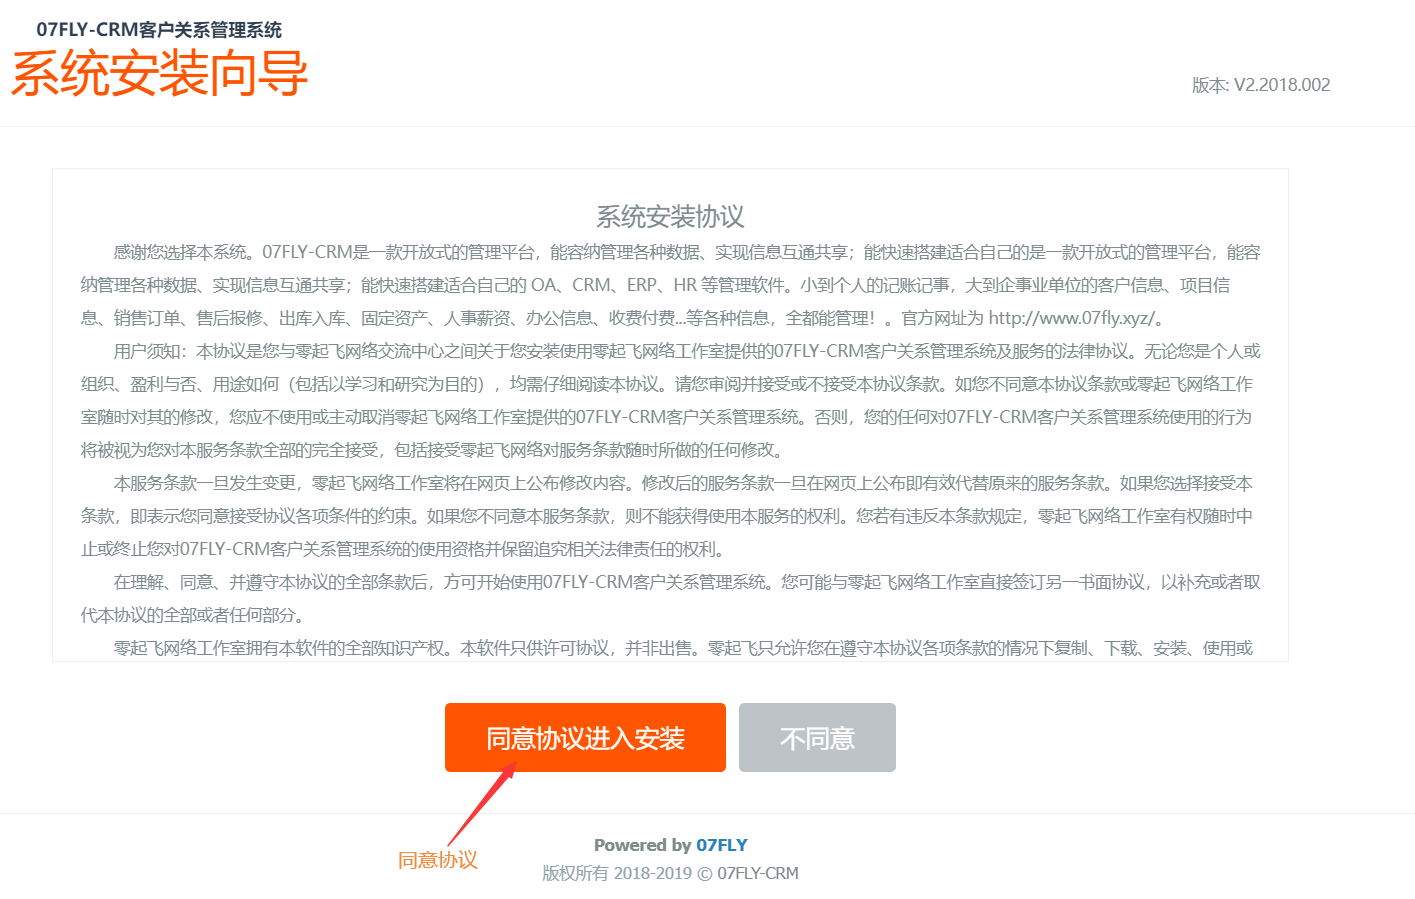 07FLY-CRM客户关系管理系统
系统安装向导
版本: V2.2018.002
系统安装协议
感谢您选择本系统。07FLY-CRM是一款开放式的管理平台，能容纳管理各种数据、实现信息互通共享；能快速搭建适合自己的是一款开放式的管理平台，能容
纳管理各种数据、实现信息互通共享；能快速搭建适合自己的 OA、CRM、ERP、HR 等管理软件。小到个人的记账记事，大到企事业单位的客户信息、项目信
息、销售订单、售后报修、出库入库、固定资产、人事薪资、办公信息、收费付费...等各种信息，全都能管理！。官方网址为 http://www.07fly.xyz/。
用户须知：本协议是您与零起飞网络交流中心之间关于您安装使用零起飞网络工作室提供的07FLY-CRM客户关系管理系统及服务的法律协议。无论您是个人或
组织、盈利与否、用途如何（包括以学习和研究为目的），均需仔细阅读本协议。请您审阅并接受或不接受本协议条款。如您不同意本协议条款或零起飞网络工作
室随时对其的修改，您应不使用或主动取消零起飞网络工作室提供的07FLY-CRM客户关系管理系统。否则，您的任何对07FLY-CRM客户关系管理系统使用的行为
将被视为您对本服务条款全部的完全接受，包括接受零起飞网络对服务条款随时所做的任何修改。
本服务条款一旦发生变更，零起飞网络工作室将在网页上公布修改内容。修改后的服务条款一旦在网页上公布即有效代替原来的服务条款。如果您选择接受本
条款，即表示您同意接受协议各项条件的约束。如果您不同意本服务条款，则不能获得使用本服务的权利。您若有违反本条款规定，零起飞网络工作室有权随时中
止或终止您对07FLY-CRM客户关系管理系统的使用资格并保留追究相关法律责任的权利。
在理解、同意、并遵守本协议的全部条款后，方可开始使用07FLY-CRM客户关系管理系统。您可能与零起飞网络工作室直接签订另一书面协议，以补充或者取
代本协议的全部或者任何部分。
零起飞网络工作室拥有本软件的全部知识产权。本软件只供许可协议，并非出售。零起飞只允许您在遵守本协议各项条款的情况下复制、下载、安装、使用或
同意协议进入安装
不同意
同意协议
Powered by 07FLY
版权所有 2018-2019 © 07FLY-CRM